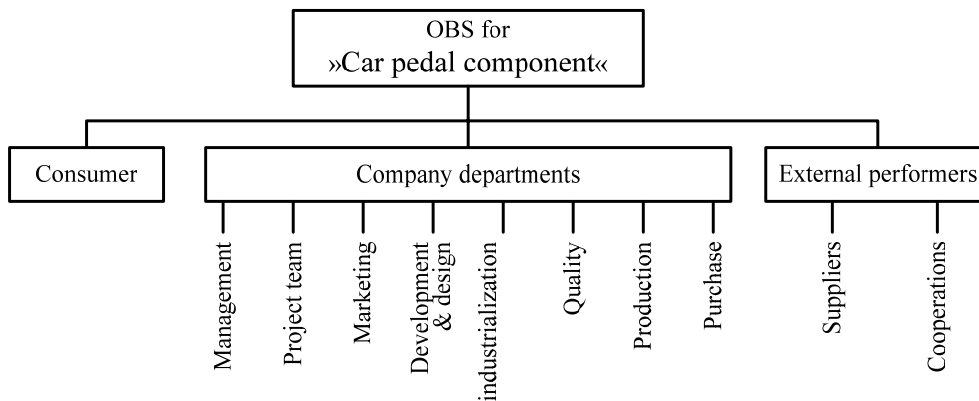 OBS for
»Car pedal component«
Consumer
Company departments
External performers
Management
Project team
Marketing
Development
& design
industrialization
Quality
Production
Purchase
Suppliers
Cooperations